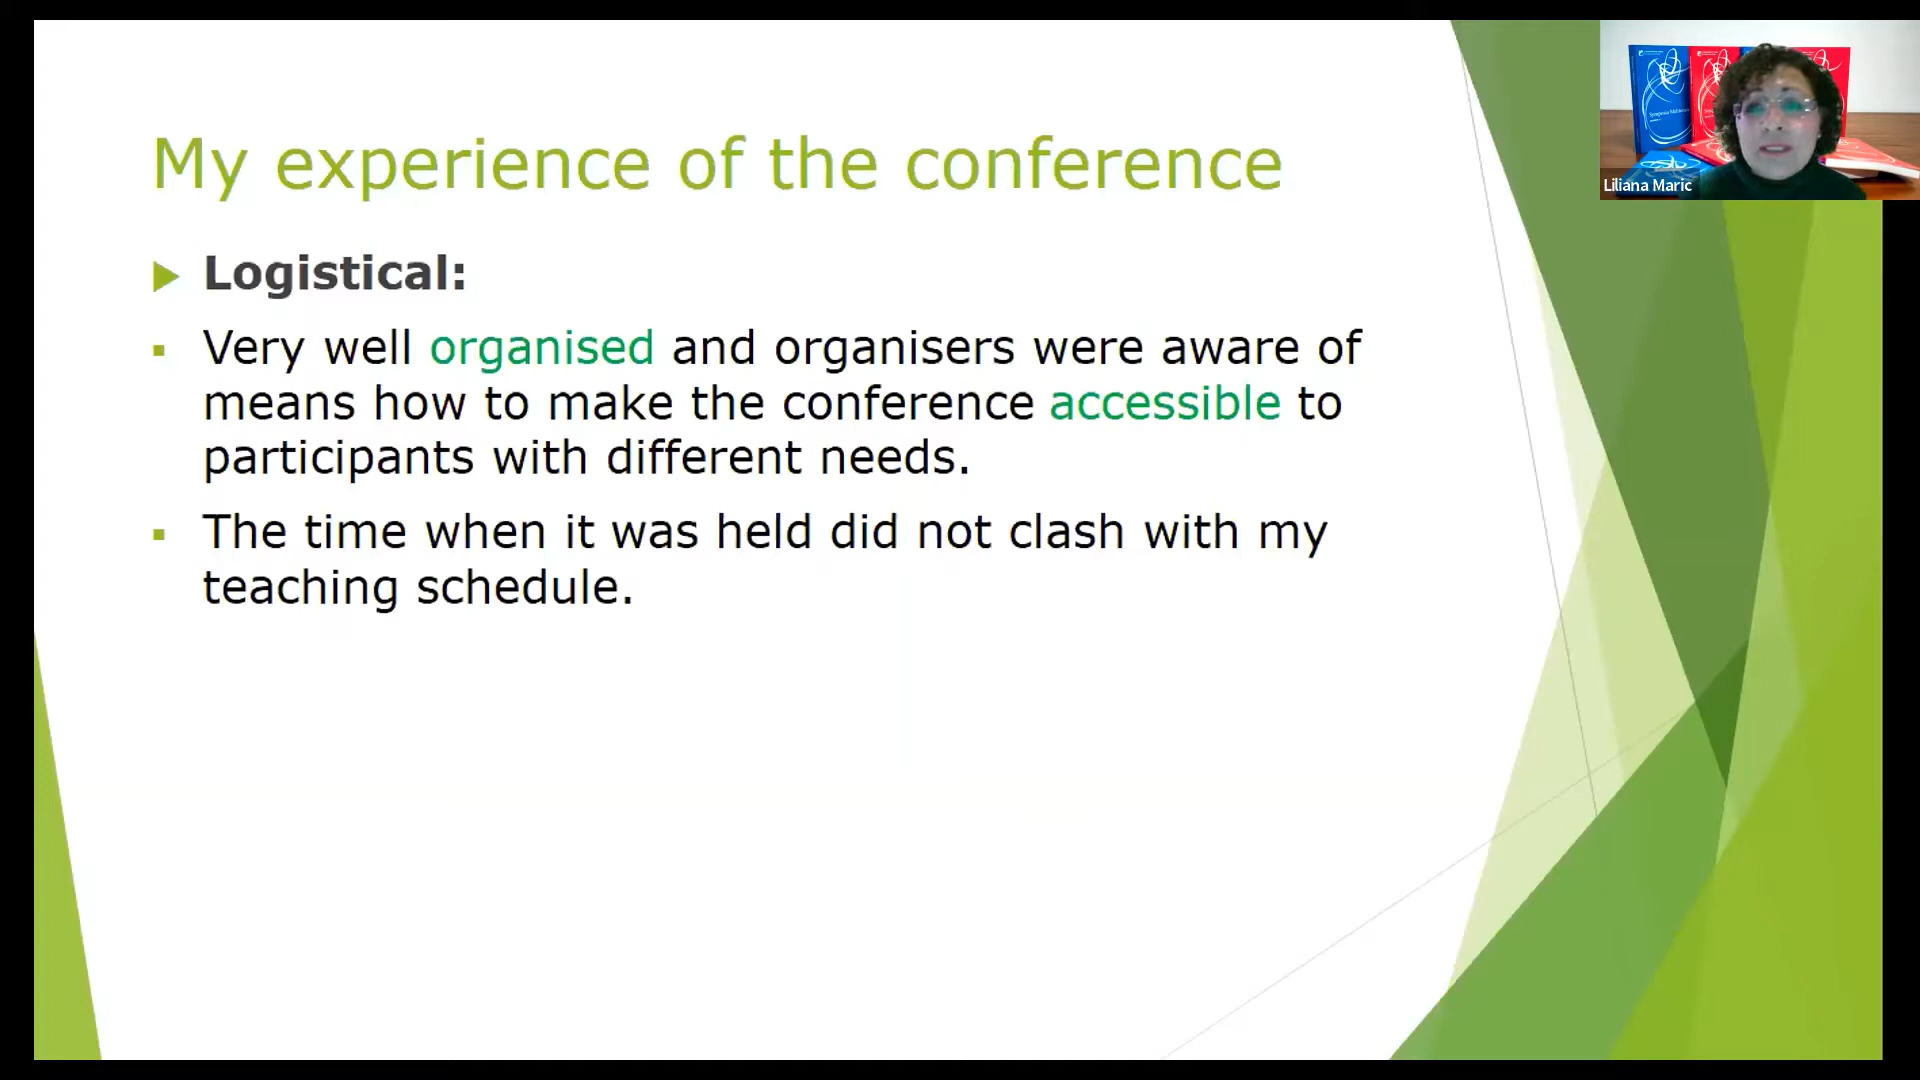 My experience of the conference
Logistical:
Very well organised and organisers were aware of
means how to make the conference accessible to
participants with different needs.
The time when it was held did not clash with my
teaching schedule.
Liliana Maric